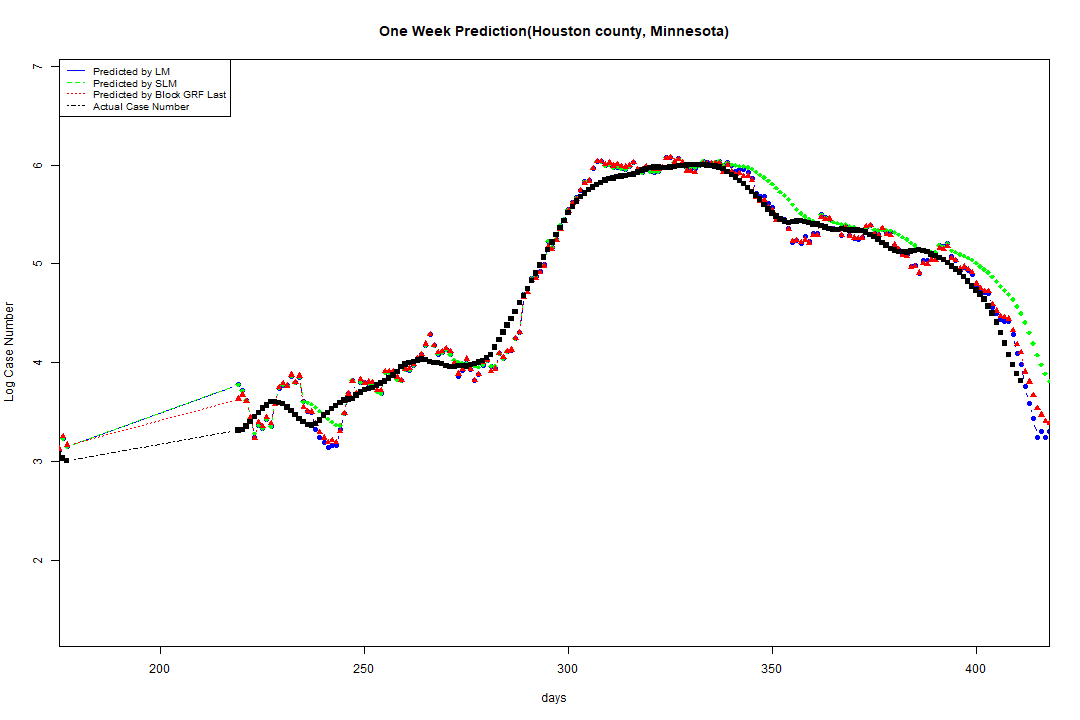 One Week Prediction(Houston county, Minnesota)
Predicted by LM
Predicted by SLM
Predicted by Block GRF Last
Actual Case Number
7
6
5
4
3
2
Log Case Number
200 250 300 350 400
days